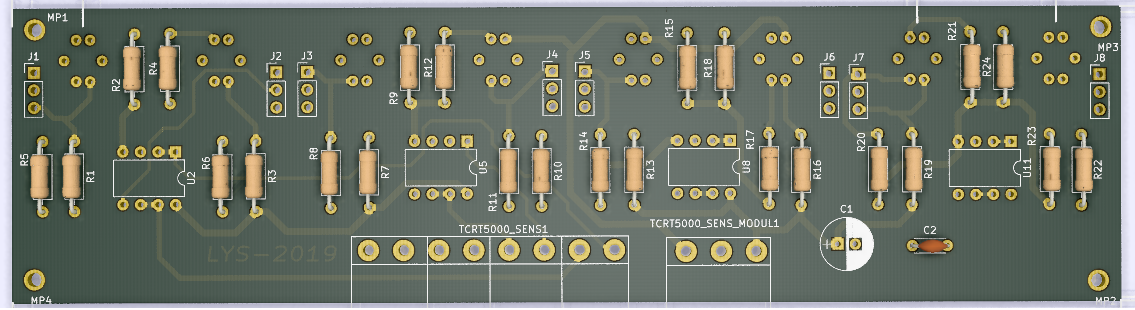 MP1
R15
R21
MP3
J1
R2
R4
J2
J3
R9
R12
J4
J5
R18
J6
J7
R24
J8
R5
R1
U2
R6
R3
R8
R7
U5
R11
R10
R14
R13
U8
R17
R16
R20
R19
U11
R23
R22
TCRT5000_SENS1
TCRT5000_SENS_MODUL1
C1
+
C2
LYS-2019
MP4
MP2